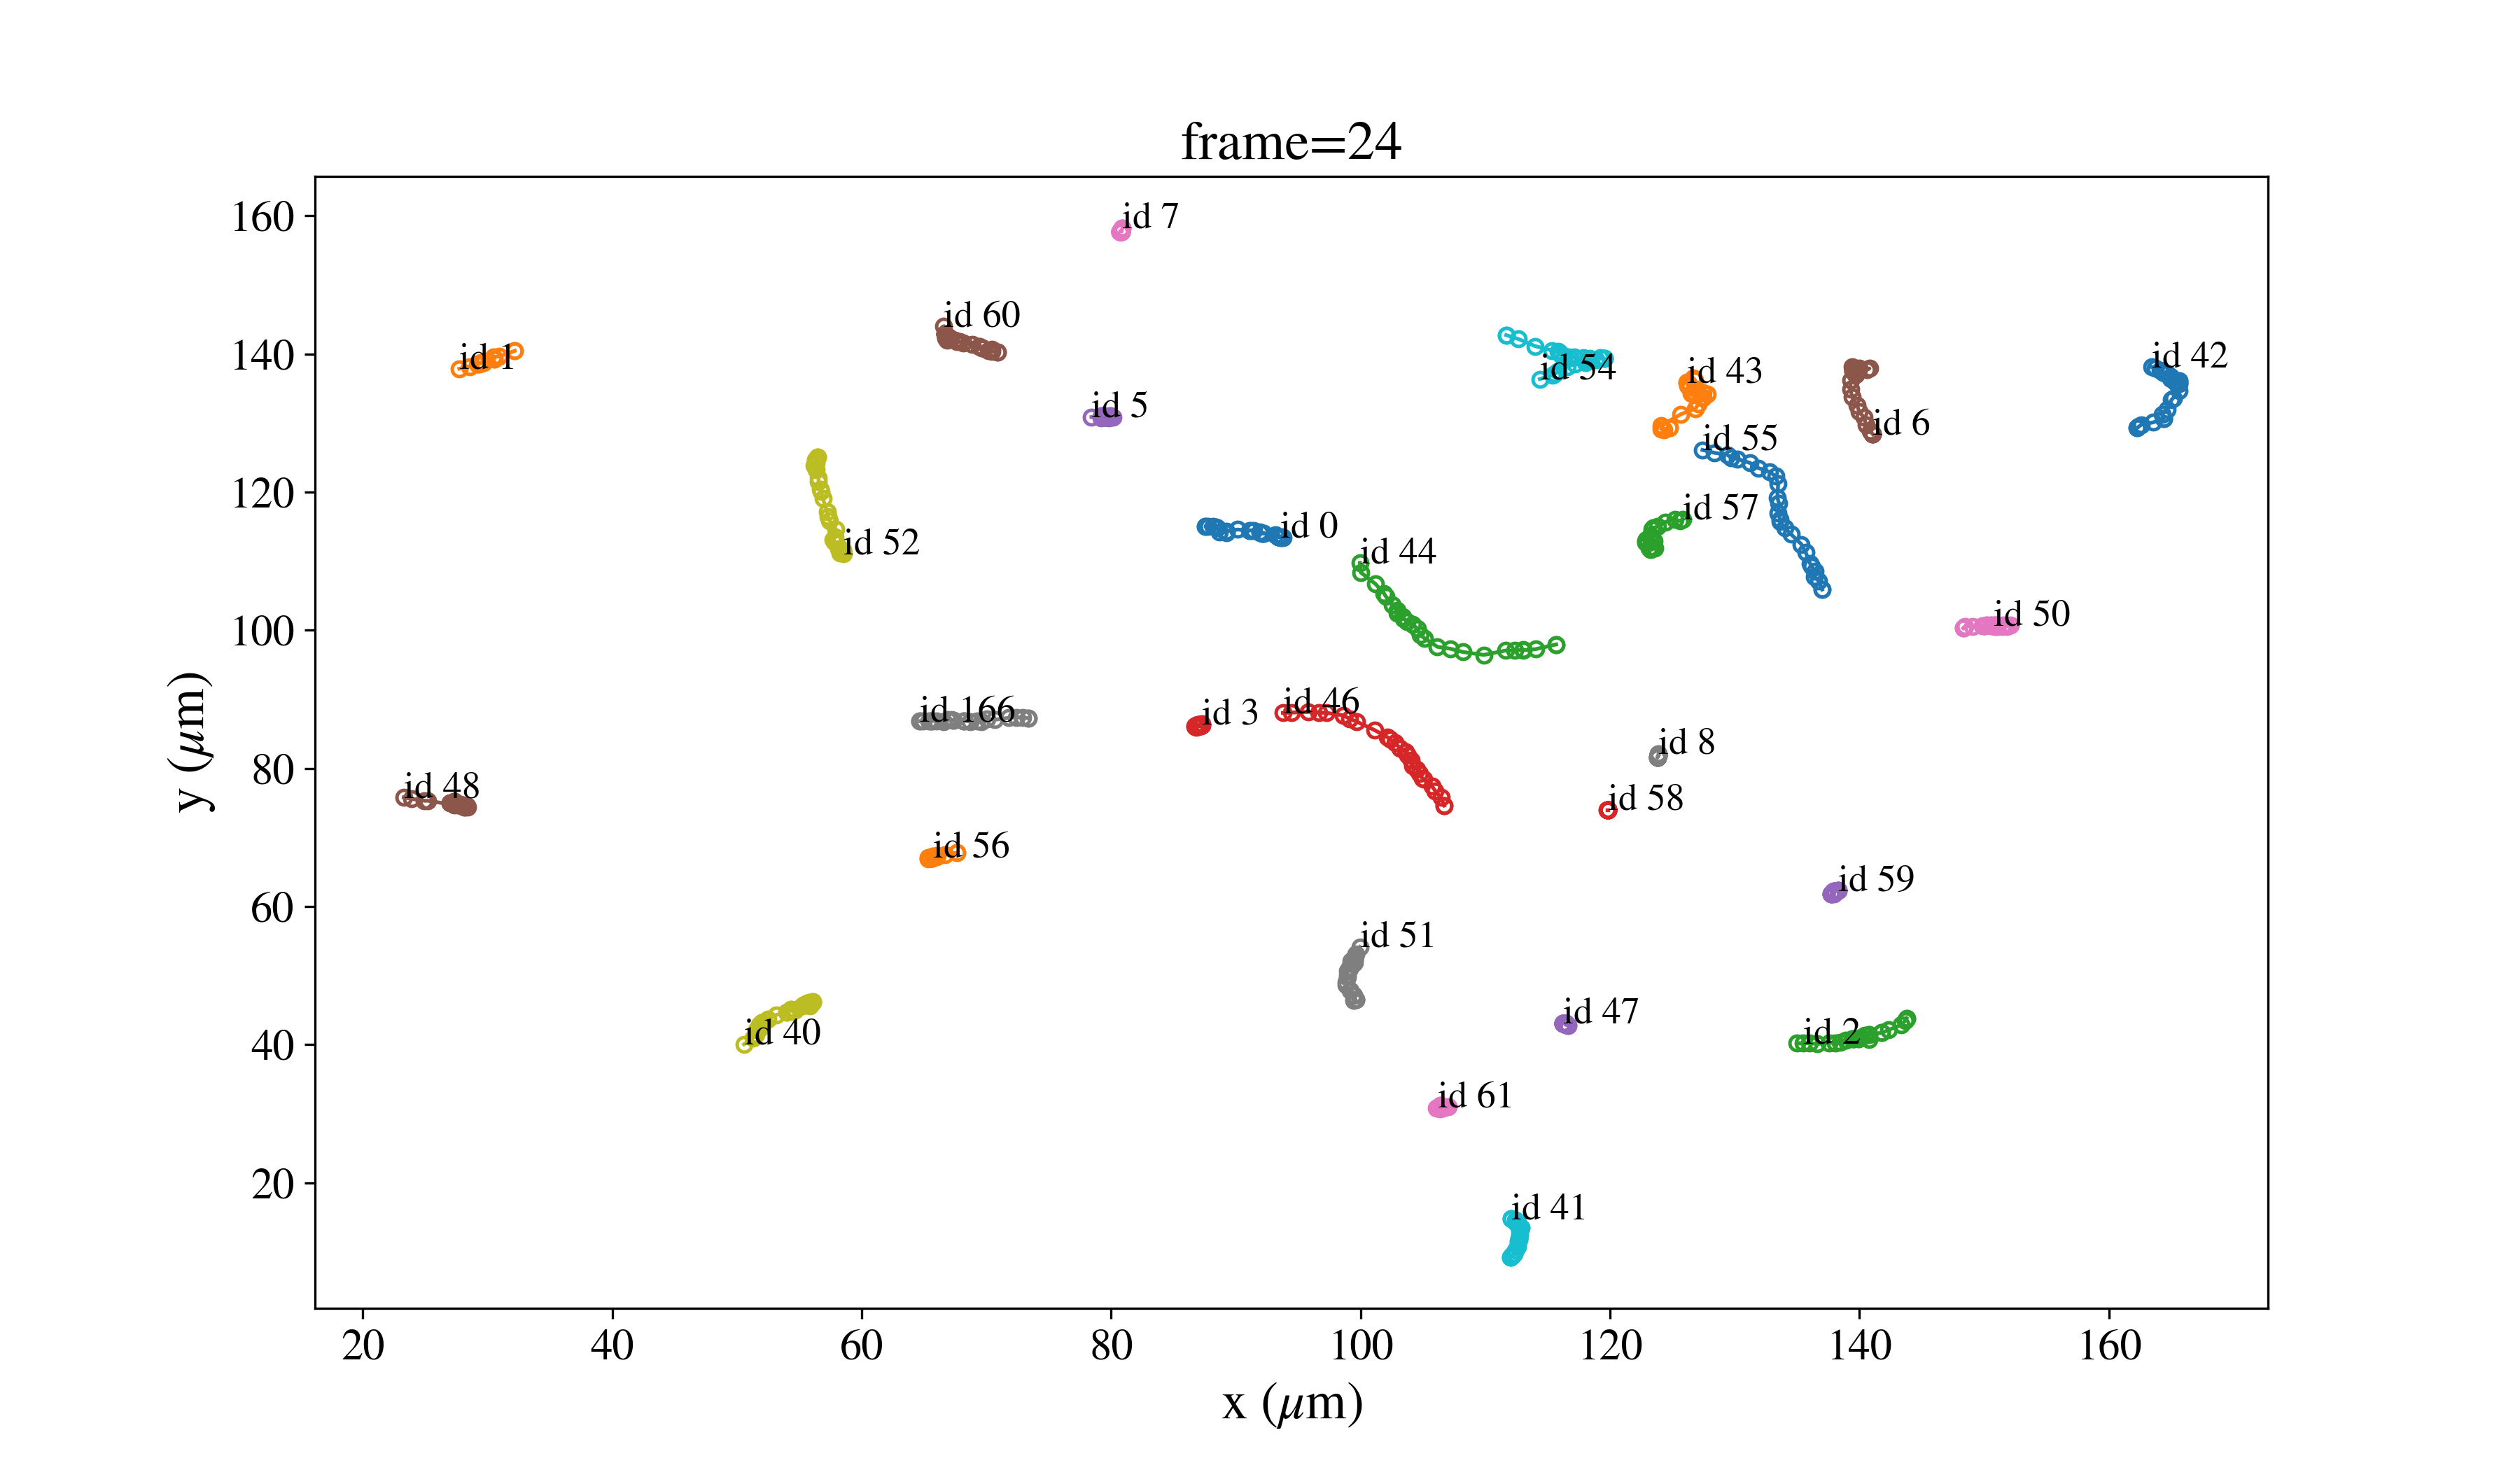 frame=24
160
140
120
100
80
60
40
20
y (μm)
id 7
id 60
id 1
id 54
id 43
id 42
id 5
id 6
id 55
id 52
id 0
id 57
id 44
id 50
id 166
id 3
id 46
id 8
id 48
id 58
id 56
id 59
id 51
id 40
id 47
id 2
id 61
id 41
20 40 60 80 100 120 140 160
x (μm)